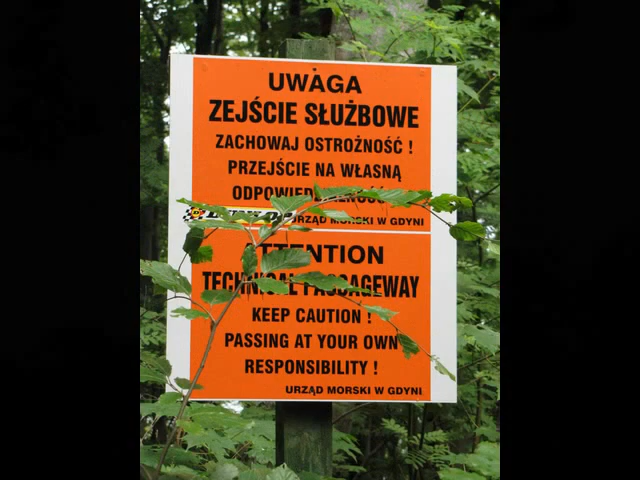 UWAGA
ZEJŚCIE SŁUŻBOWE
ZACHOWAJ OSTROŻNOŚĆ !
PRZEJŚCIE NA WŁASNĄ
ODPOWIEDZIALNOŚĆ
URZĄD MORSKI W GDYNI
ATTENTION
TECHNICAL PASSAGEWAY
KEEP CAUTION !
PASSING AT YOUR OWN
RESPONSIBILITY !
URZĄD MORSKI W GDYNI